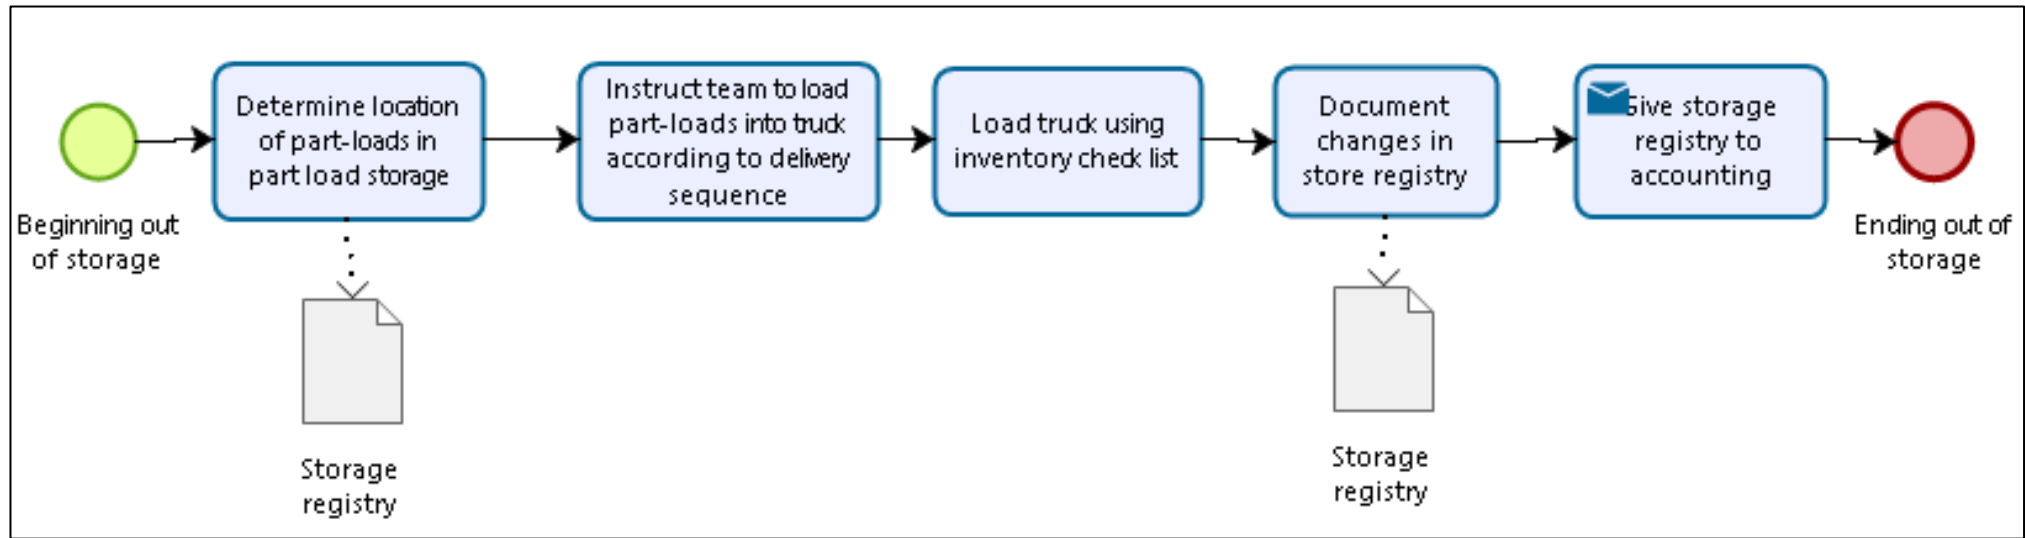 Beginning out
of storage
Determine location
of part-loads in
part load storage
Storage
registry
Instruct team to load
part-loads into truck
according to delivery
sequence
Load truck using
inventory check list
Document
changes in
store registry
Storage
registry
Give storage
registry to
accounting
Ending out of
storage